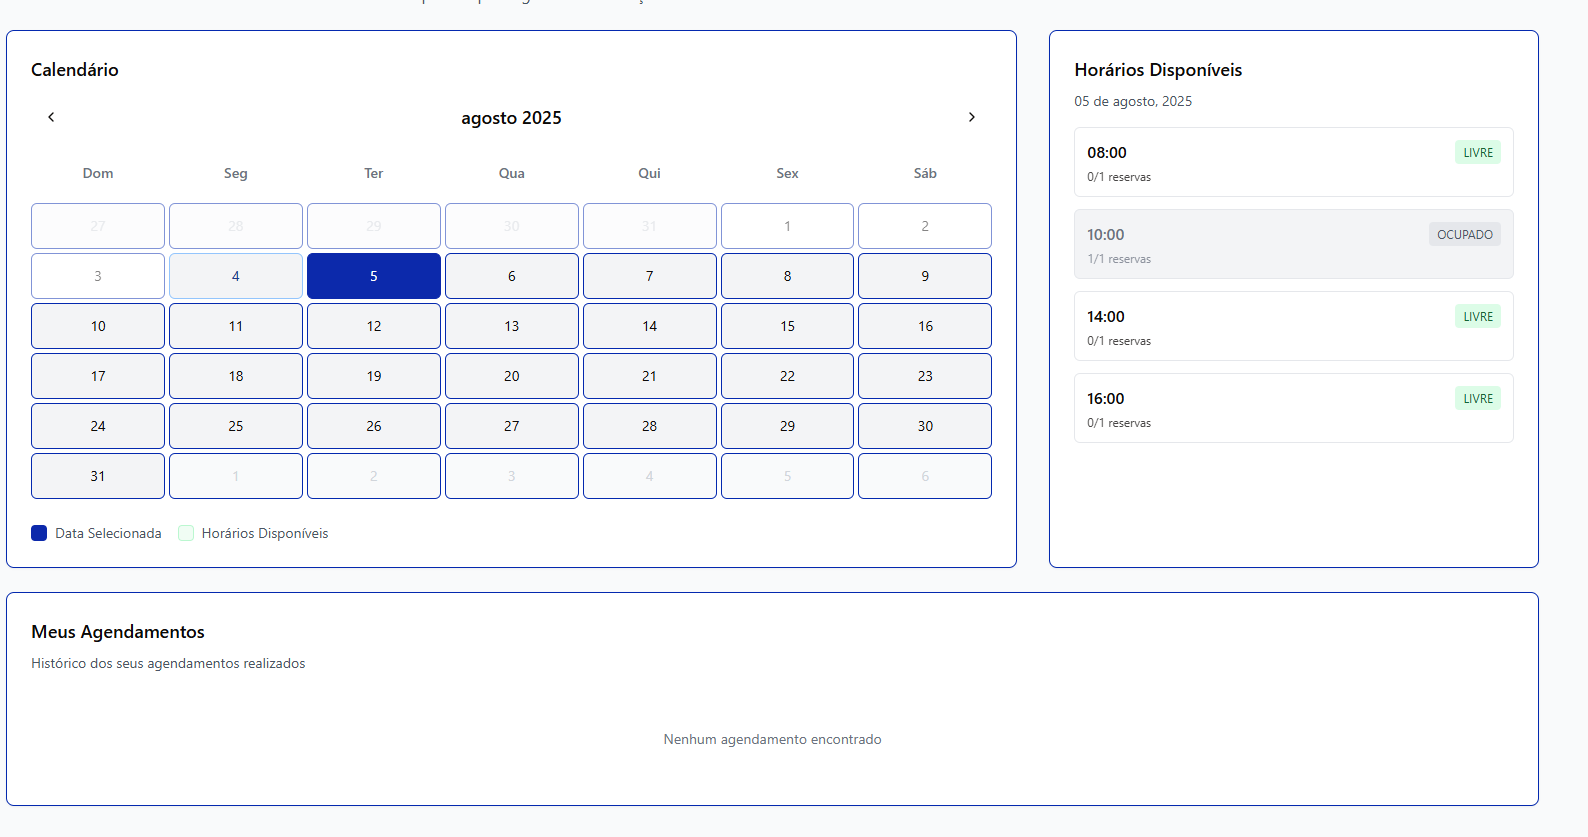 Calendário
agosto 2025
Dom Seg Ter Qua Qui Sex Sáb
27 28 29 30 31 1 2
3 4 5 6 7 8 9
10 11 12 13 14 15 16
17 18 19 20 21 22 23
24 25 26 27 28 29 30
31 1 2 3 4 5 6
Data Selecionada Horários Disponíveis
Horários Disponíveis
05 de agosto, 2025
08:00 LIVRE
0/1 reservas
10:00 OCUPADO
1/1 reservas
14:00 LIVRE
0/1 reservas
16:00 LIVRE
0/1 reservas
Meus Agendamentos
Histórico dos seus agendamentos realizados
Nenhum agendamento encontrado